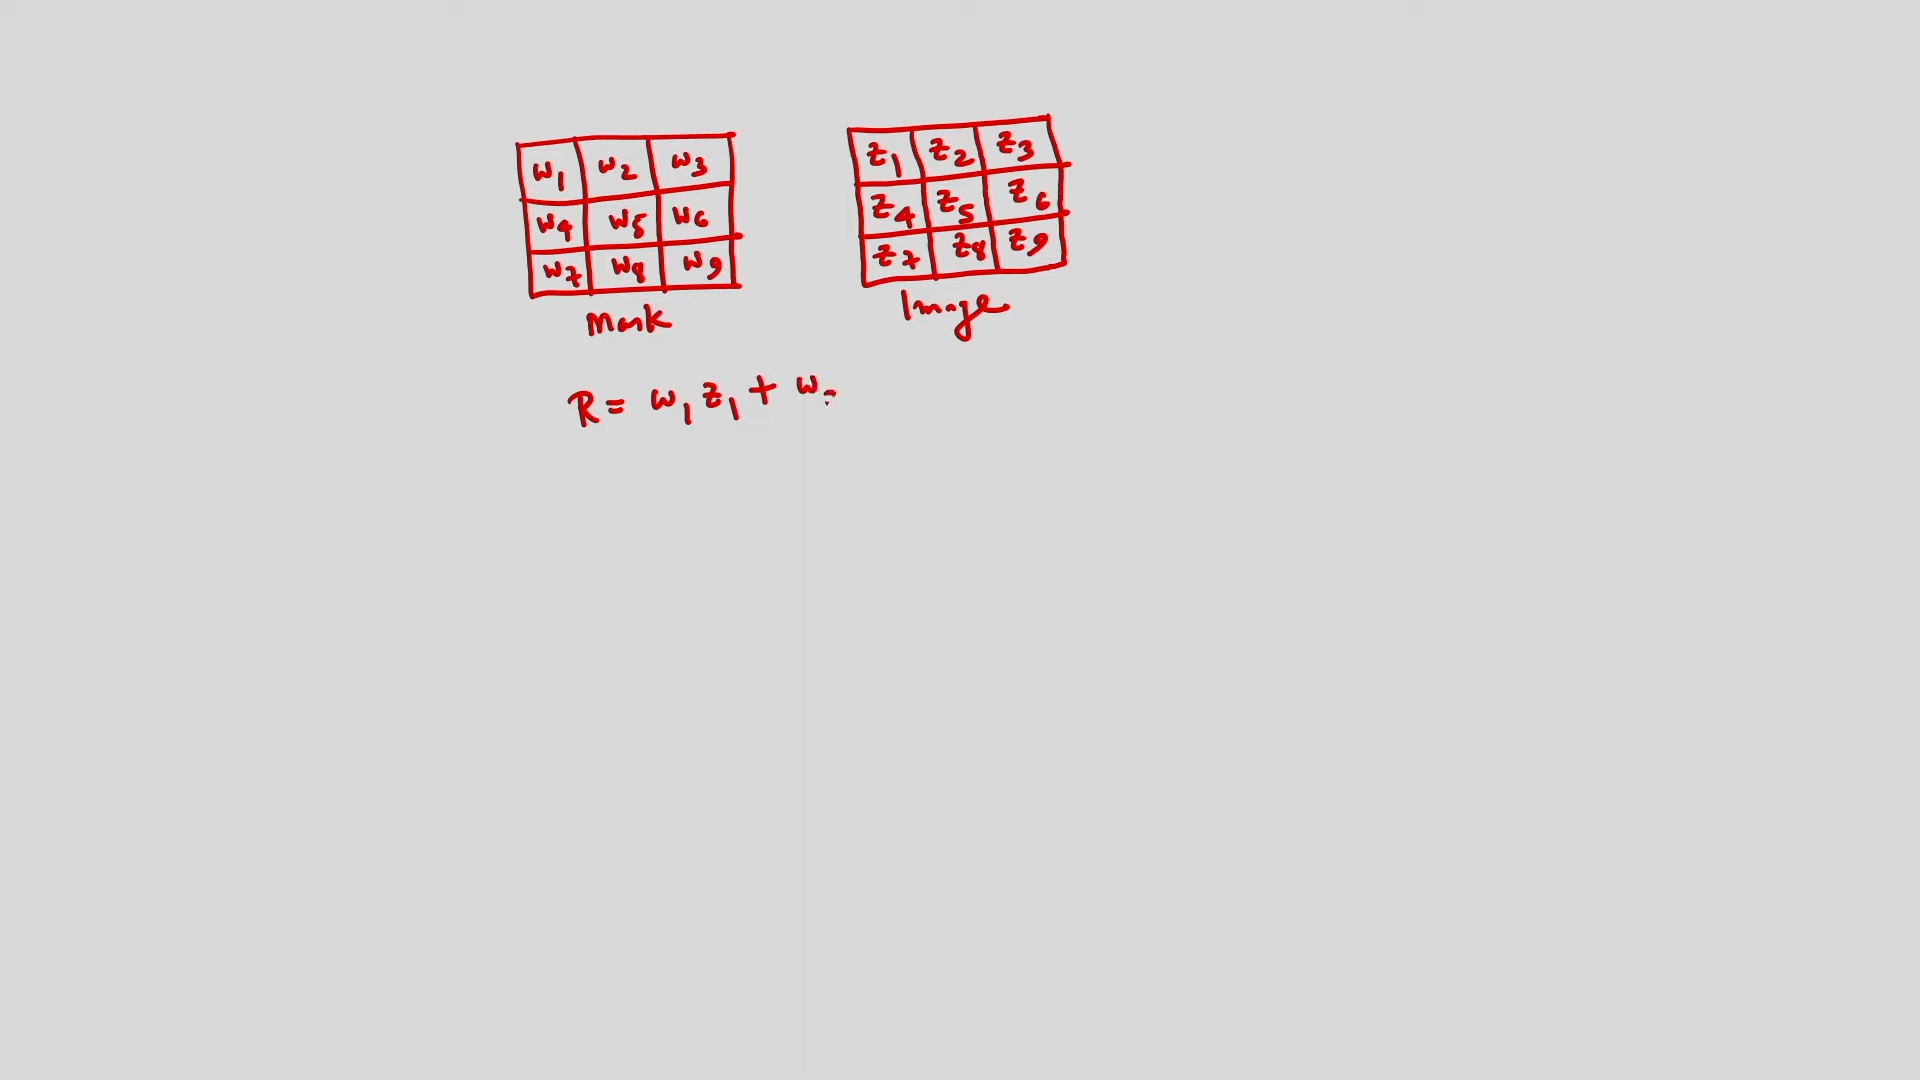 w₁ w₂ w₃
w₄ w₅ w₆
w₇ w₈ w₉
Mask
z₁ z₂ z₃
z₄ z₅ z₆
z₇ z₈ z₉
Image
R = w₁ z₁ + w